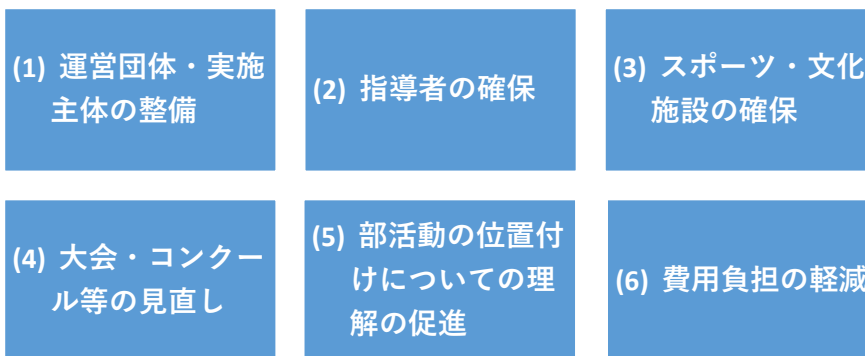 (1) 運営団体・実施
主体の整備
(2) 指導者の確保
(3) スポーツ・文化
施設の確保
(4) 大会・コンクー
ル等の見直し
(5) 部活動の位置付
けについての理
解の促進
(6) 費用負担の軽減